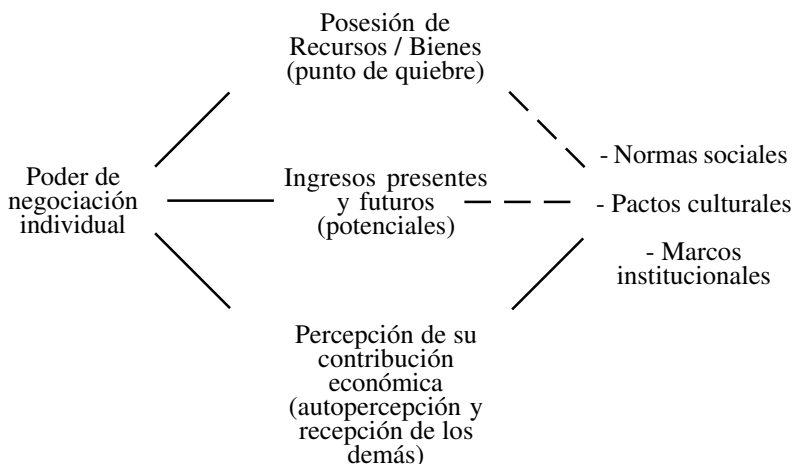 Posesión de
Recursos / Bienes
(punto de quiebre)
Poder de
negociación
individual
Ingresos presentes
y futuros
(potenciales)
Percepción de su
contribución
económica
(autopercepción y
recepción de los
demás)
- Normas sociales
- Pactos culturales
- Marcos
institucionales